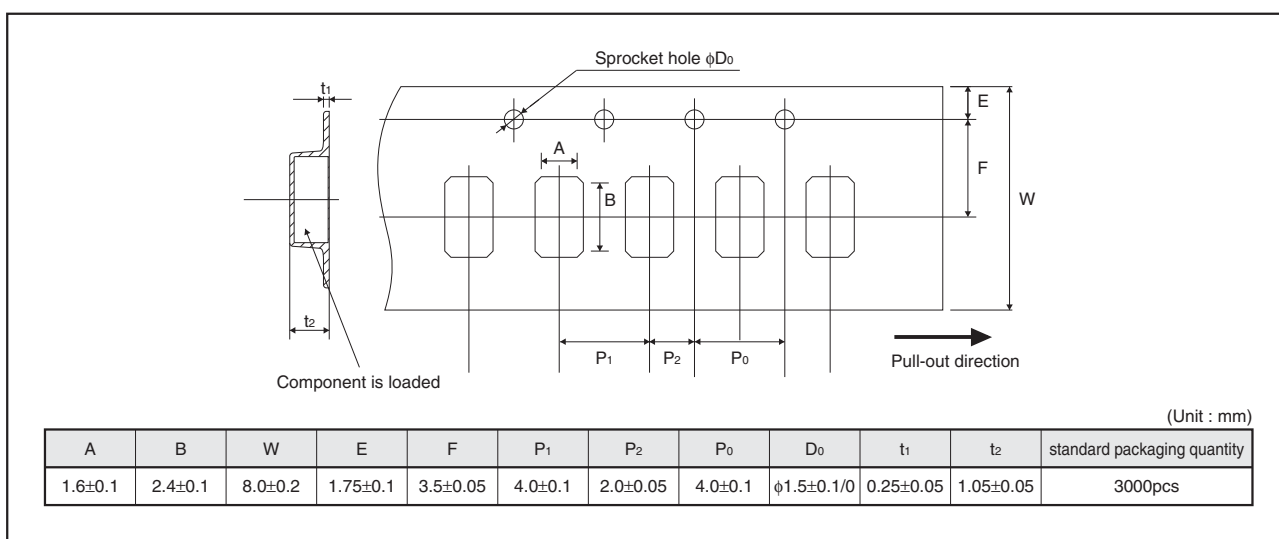 Sprocket hole ϕD0
t1
E
A
F
B
W
t2
P1 P2 P0
Pull-out direction
Component is loaded
(Unit : mm)
A B W E F P1 P2 P0 D0 t1 t2 standard packaging quantity
1.6±0.1 2.4±0.1 8.0±0.2 1.75±0.1 3.5±0.05 4.0±0.1 2.0±0.05 4.0±0.1 ϕ1.5±0.1/0 0.25±0.05 1.05±0.05 3000pcs